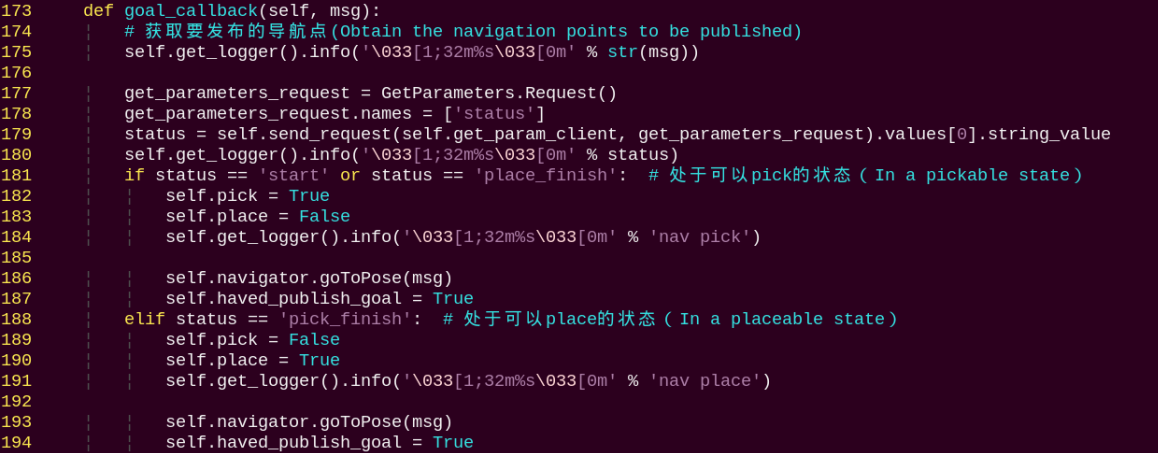 173     def goal_callback(self, msg):
174         # 获取要发布的导航点(Obtain the navigation points to be published)
175         self.get_logger().info('\033[1;32m%s\033[0m' % str(msg))
176
177         get_parameters_request = GetParameters.Request()
178         get_parameters_request.names = ['status']
179         status = self.send_request(self.get_param_client, get_parameters_request).values[0].string_value
180         self.get_logger().info('\033[1;32m%s\033[0m' % status)
181         if status == 'start' or status == 'place_finish':  # 处于可以pick的状态（In a pickable state）
182             self.pick = True
183             self.place = False
184             self.get_logger().info('\033[1;32m%s\033[0m' % 'nav pick')
185
186             self.navigator.goToPose(msg)
187             self.haved_publish_goal = True
188         elif status == 'pick_finish':  # 处于可以place的状态（In a placeable state）
189             self.pick = False
190             self.place = True
191             self.get_logger().info('\033[1;32m%s\033[0m' % 'nav place')
192
193             self.navigator.goToPose(msg)
194             self.haved_publish_goal = True